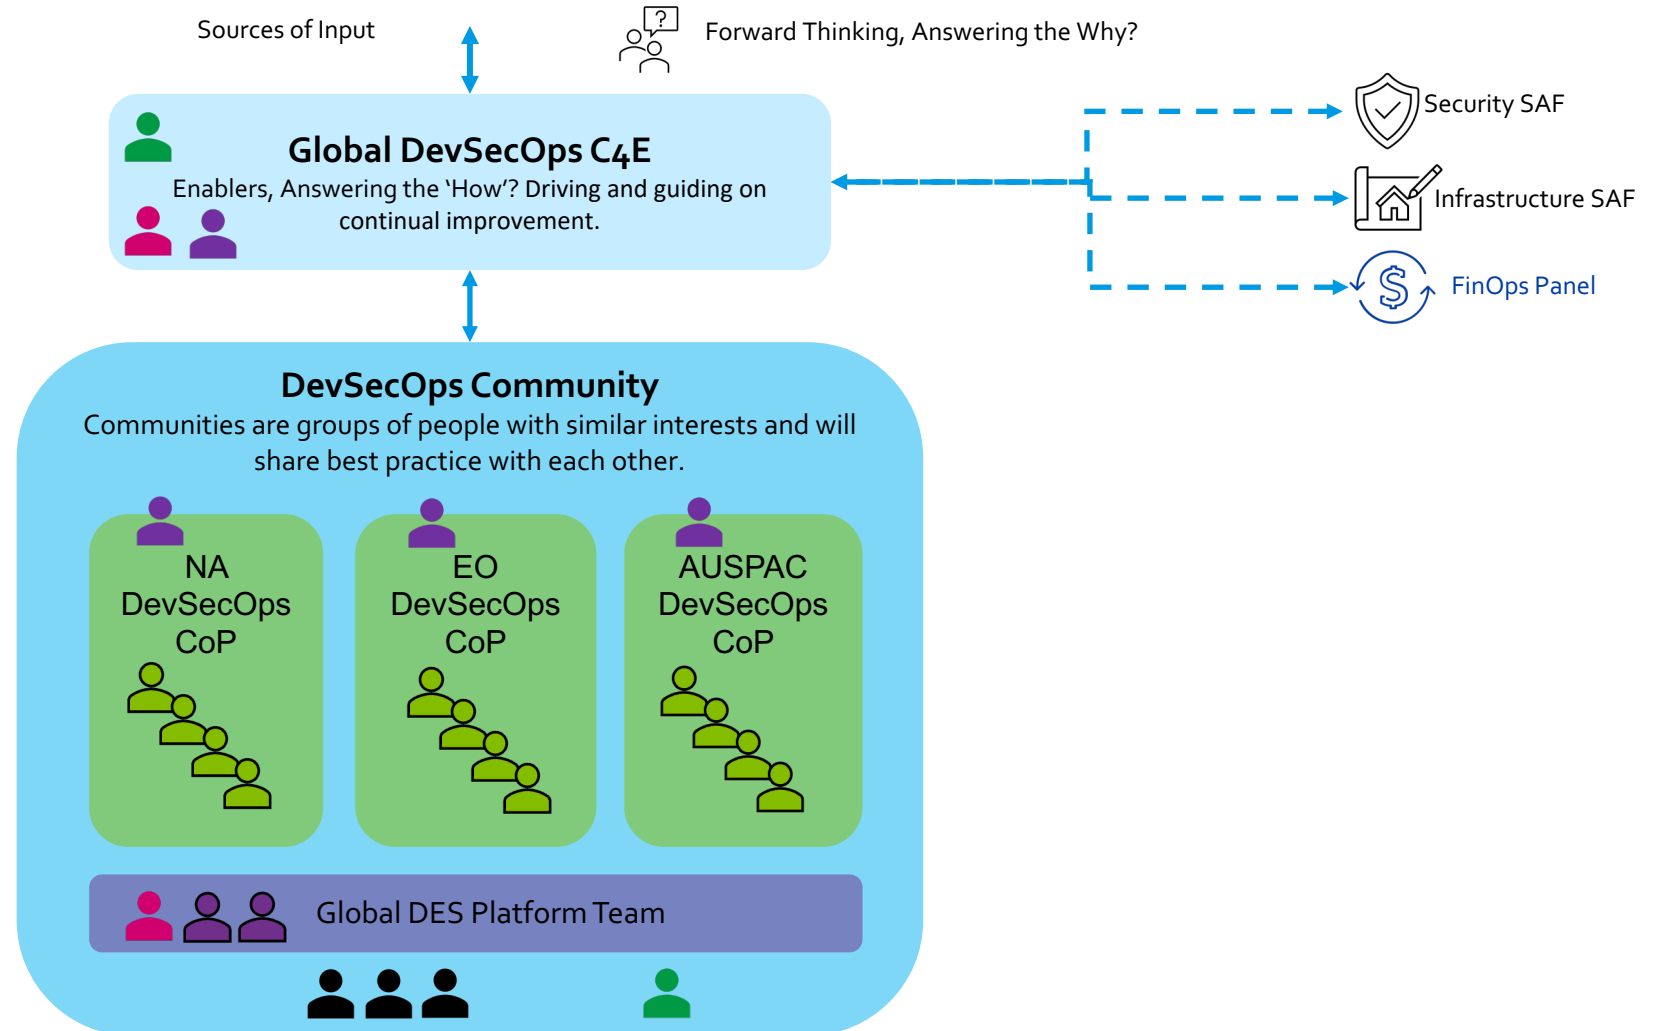 Sources of Input
?
Forward Thinking, Answering the Why?
Global DevSecOps C4E
Enablers, Answering the ‘How’? Driving and guiding on
continual improvement.
Security SAF
Infrastructure SAF
$
FinOps Panel
DevSecOps Community
Communities are groups of people with similar interests and will
share best practice with each other.
NA
DevSecOps
CoP
EO
DevSecOps
CoP
AUSPAC
DevSecOps
CoP
Global DES Platform Team